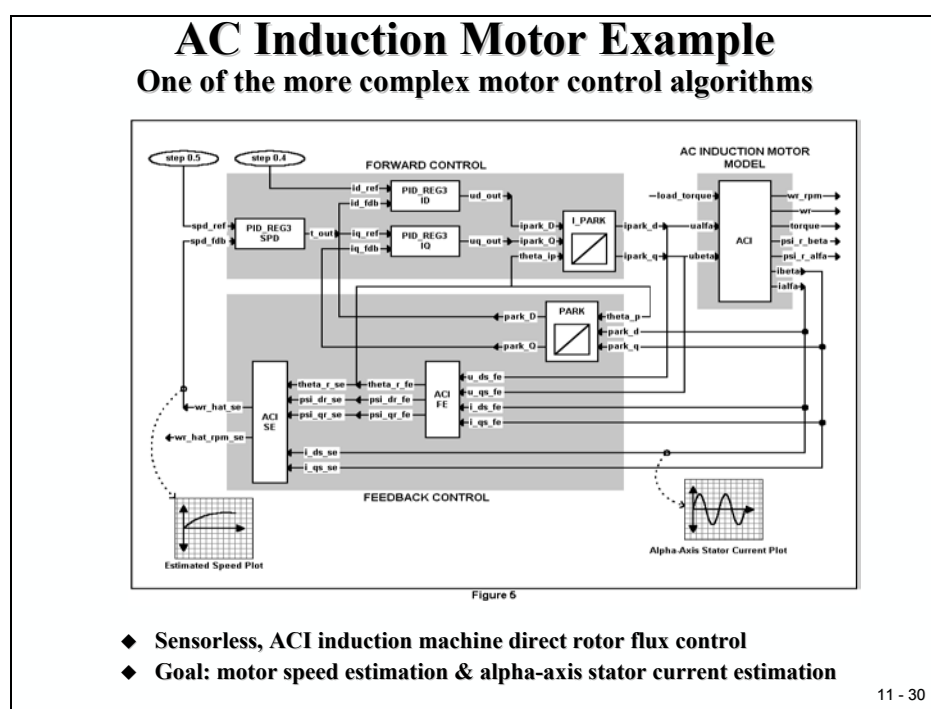 AC Induction Motor Example
One of the more complex motor control algorithms
step 0.5
step 0.4
FORWARD CONTROL
AC INDUCTION MOTOR
MODEL
id_ref
id_fdb
PID_REG3
ID
ud_out
load_torque
wr_rpm
wr
spd_ref
spd_fdb
PID_REG3
SPD
t_out
iq_ref
iq_fdb
PID_REG3
IQ
uq_out
ipark_D
ipark_Q
theta_ip
I_PARK
ipark_d
ipark_q
ualfa
ubeta
ACI
torque
psi_r_beta
psi_r_alfa
ibeta
ialfa
park_D
park_Q
PARK
theta_p
park_d
park_q
wr_hat_se
wr_hat_rpm_se
ACI
SE
theta_r_se
psi_dr_se
psi_qr_se
theta_r_fe
psi_dr_fe
psi_qr_fe
ACI
FE
u_ds_fe
u_qs_fe
i_ds_fe
i_qs_fe
i_ds_se
i_qs_se
FEEDBACK CONTROL
Estimated Speed Plot
Alpha-Axis Stator Current Plot
Figure 5
◆ Sensorless, ACI induction machine direct rotor flux control
◆ Goal: motor speed estimation & alpha-axis stator current estimation
11 - 30